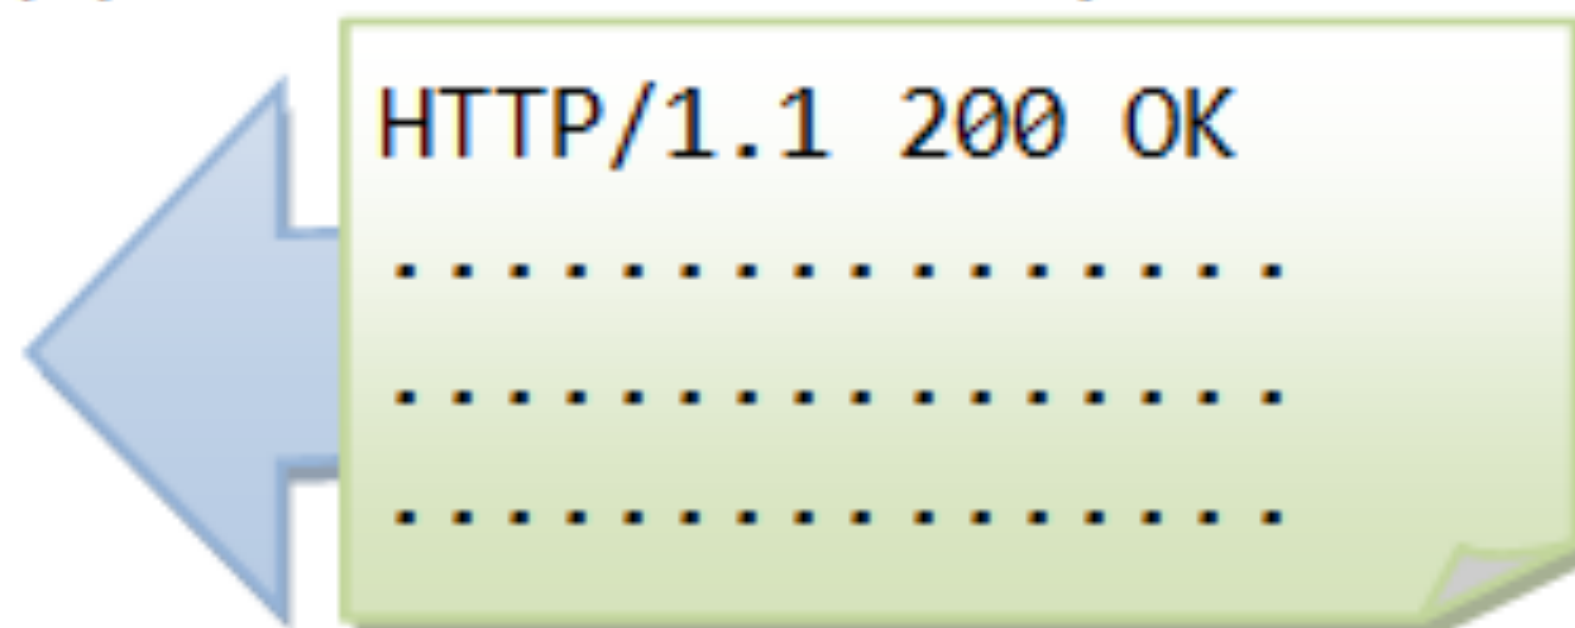 HTTP/1.1 200 OK
. . . . . . . . . . . . . . . .
. . . . . . . . . . . . . . . .
. . . . . . . . . . . . . . . .